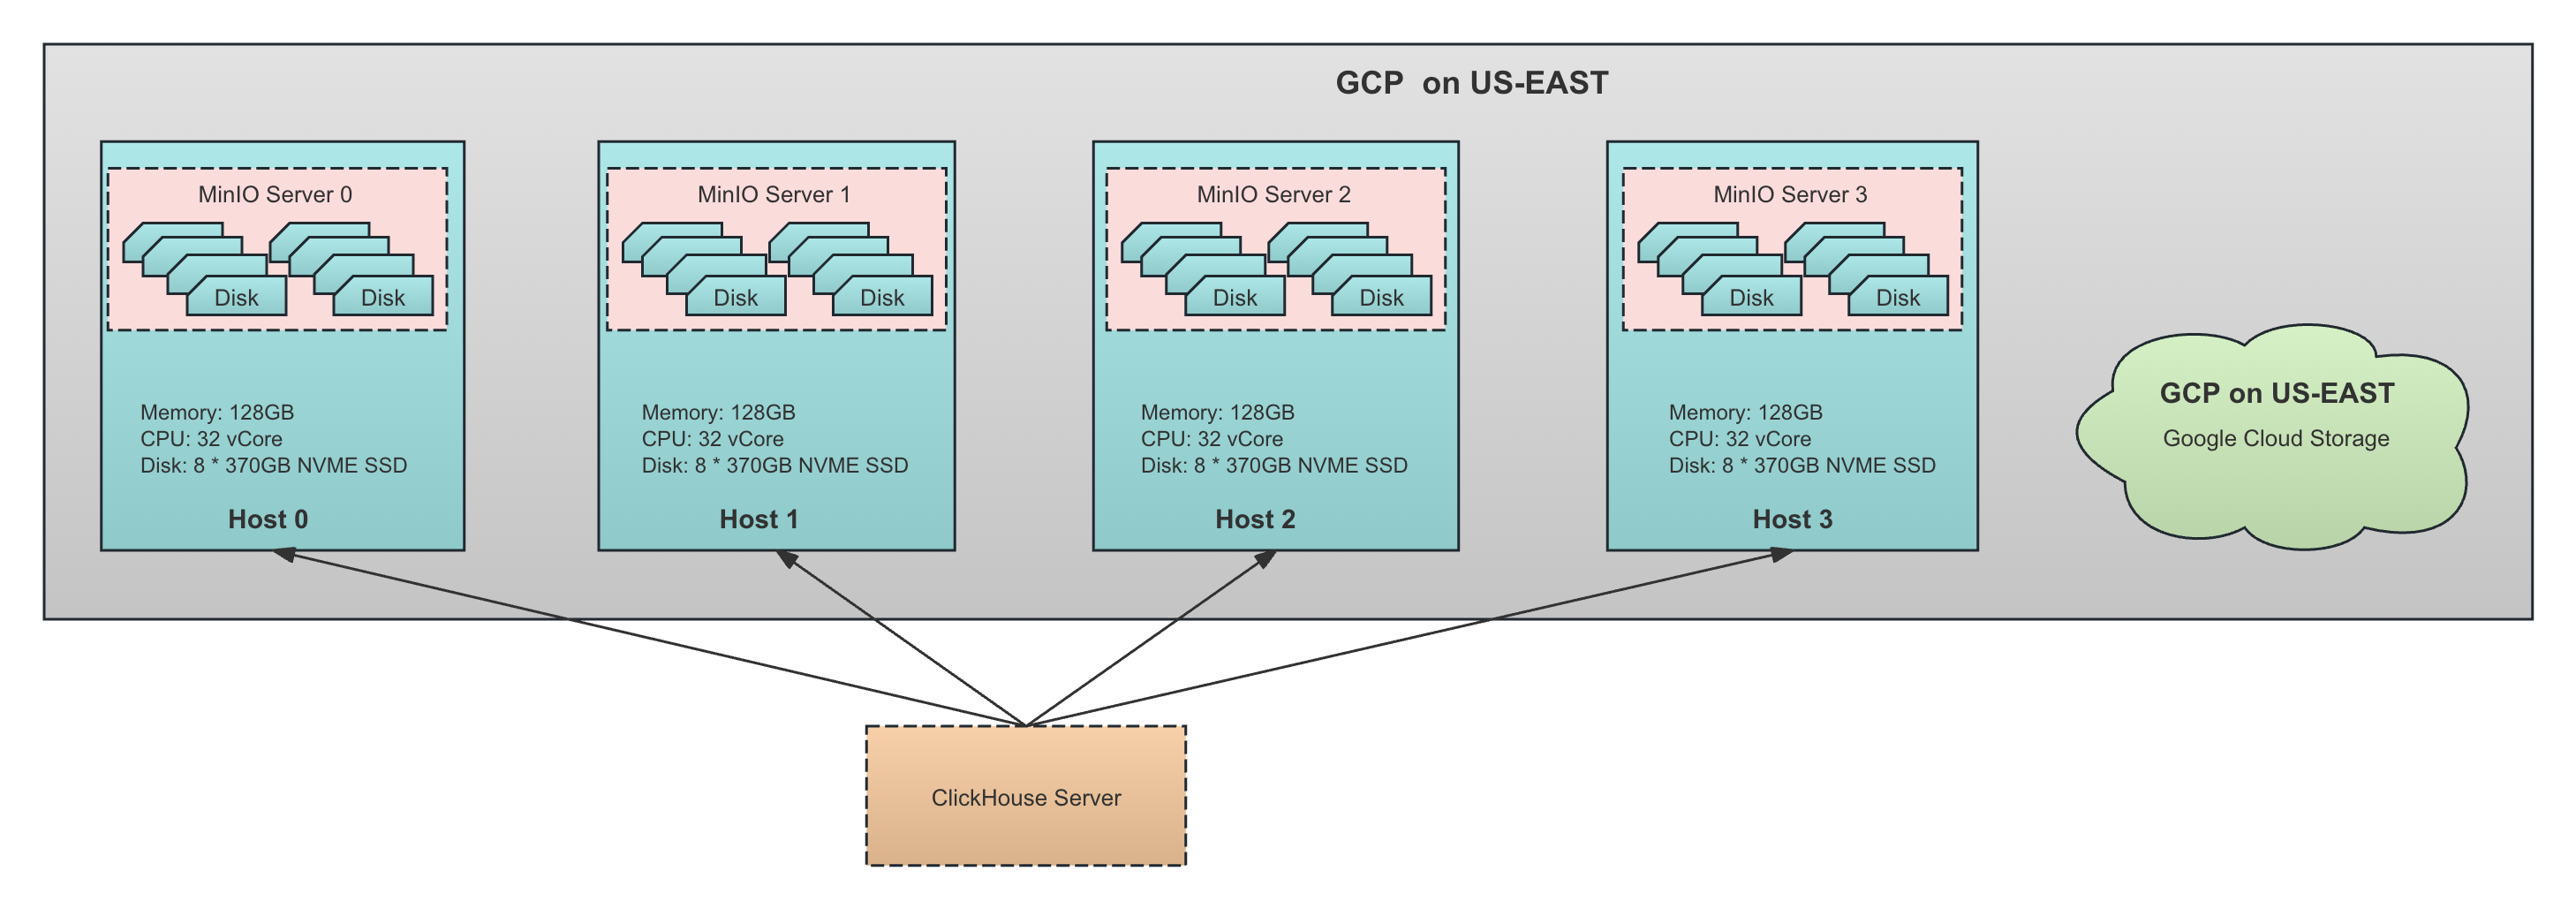 GCP  on US-EAST
MinIO Server 0
Disk
Disk
Memory: 128GB
CPU: 32 vCore
Disk: 8 * 370GB NVME SSD
Host 0
MinIO Server 1
Disk
Disk
Memory: 128GB
CPU: 32 vCore
Disk: 8 * 370GB NVME SSD
Host 1
MinIO Server 2
Disk
Disk
Memory: 128GB
CPU: 32 vCore
Disk: 8 * 370GB NVME SSD
Host 2
MinIO Server 3
Disk
Disk
Memory: 128GB
CPU: 32 vCore
Disk: 8 * 370GB NVME SSD
Host 3
GCP on US-EAST
Google Cloud Storage
ClickHouse Server